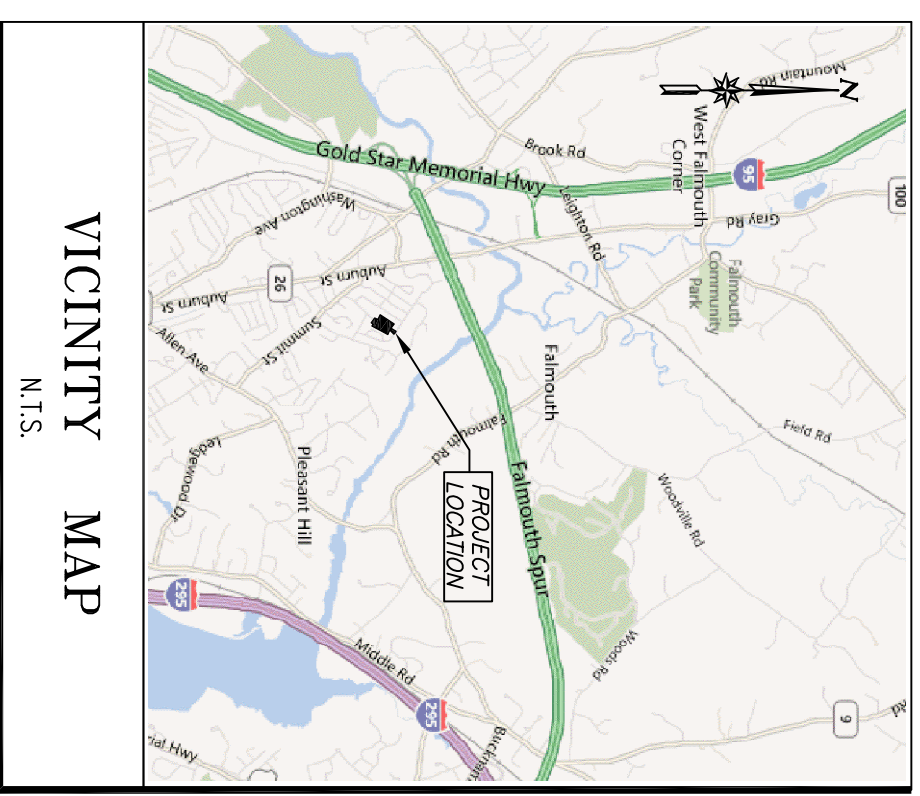 N
Mountain Rd
100
95
West Falmouth
Corner
Gray Rd
Brook Rd
Leighton Rd
Gold Star Memorial Hwy
Falmouth
Community
Park
Washington Ave
Auburn St
26
Auburn St
Summit St
Allen Ave
Falmouth
Falmouth Rd
Field Rd
PROJECT
LOCATION
Falmouth Spur
Woodville Rd
Woods Rd
Pleasant Hill
Ledgewood Dr
295
Middle Rd
295
9
Rd
Hwy
VICINITY MAP
N.T.S.